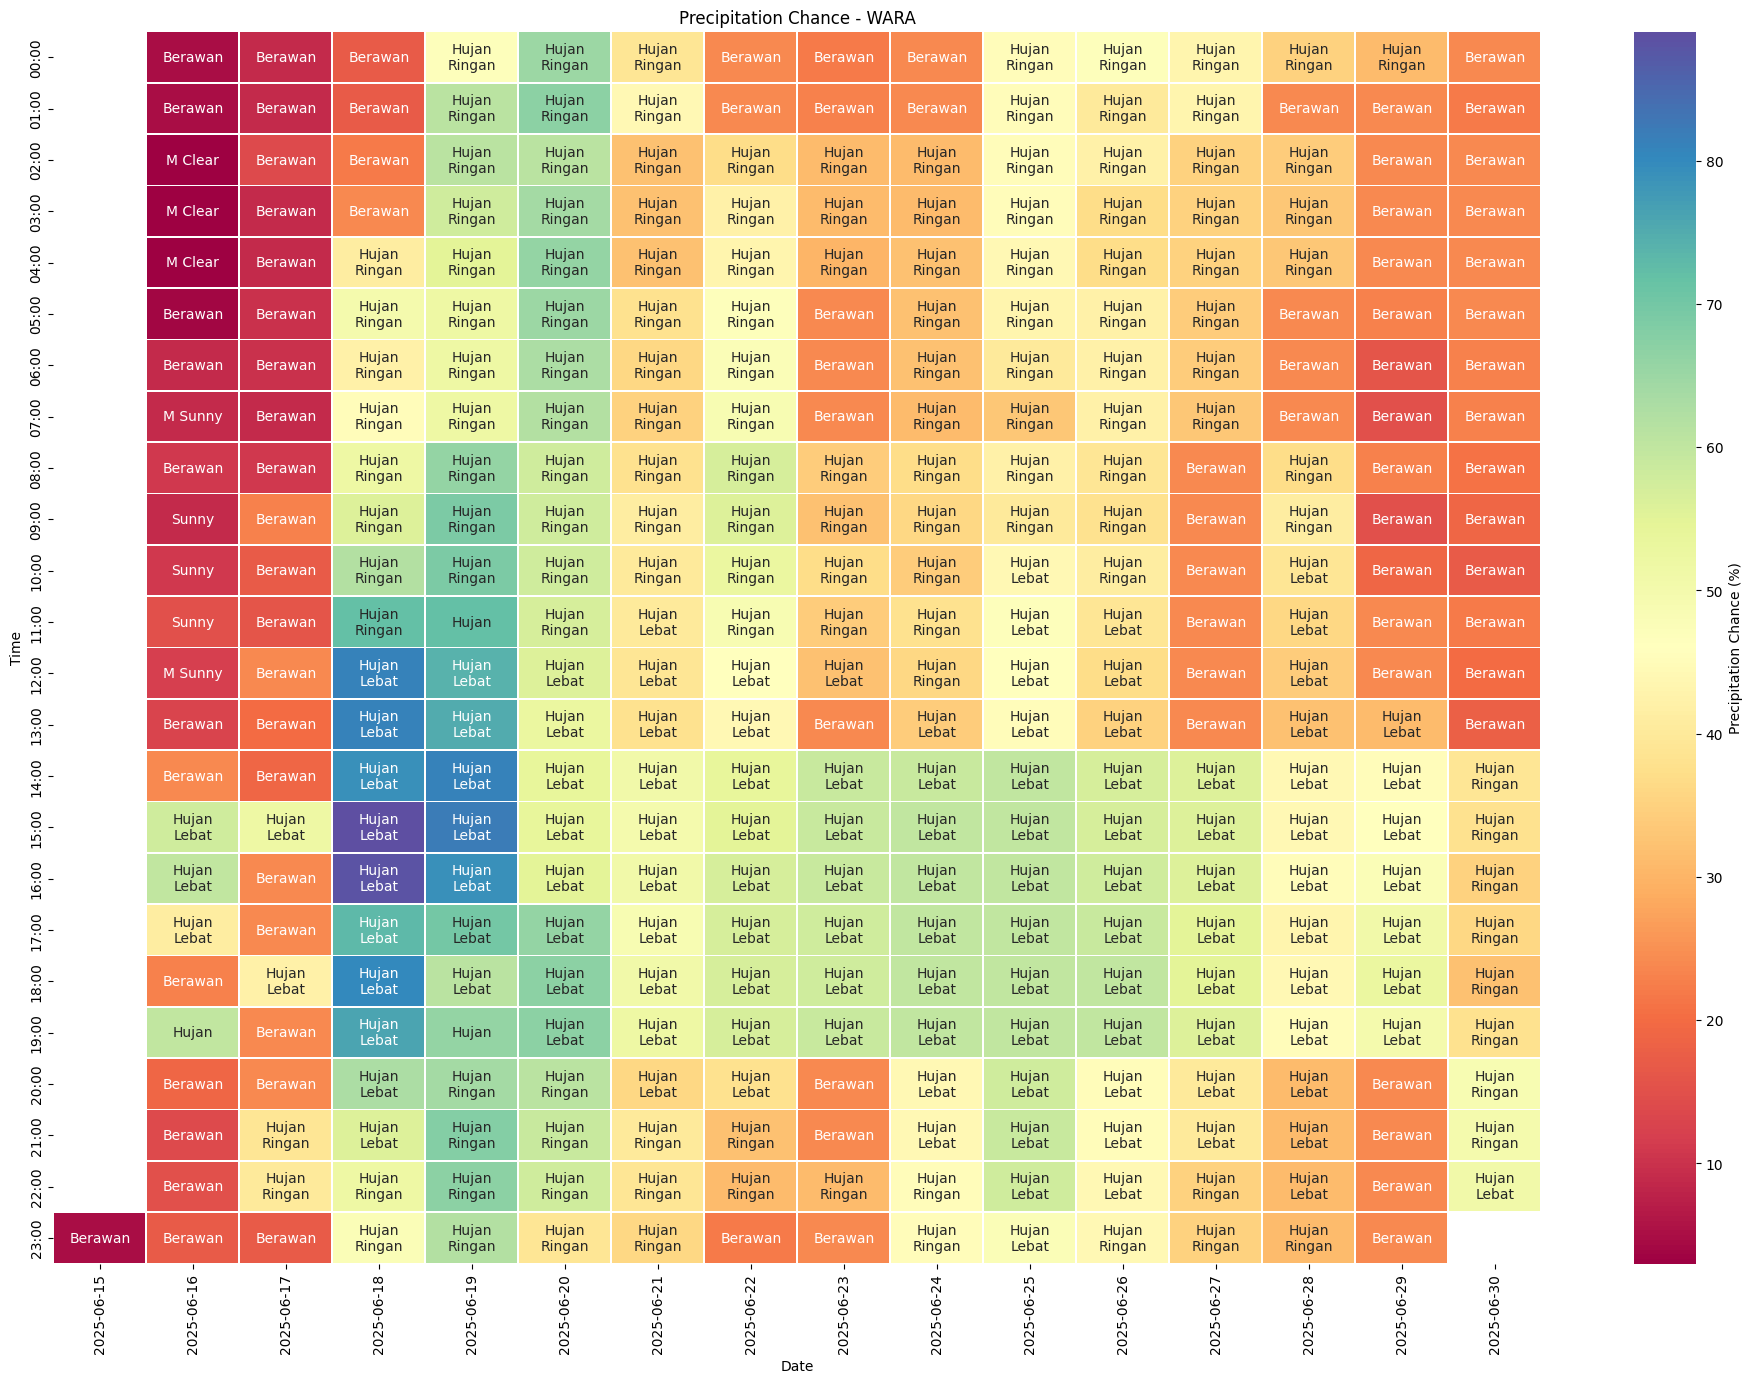 Precipitation Chance - WARA
00:00 Berawan Berawan Berawan Hujan Ringan Hujan Ringan Hujan Ringan Berawan Berawan Berawan Hujan Ringan Hujan Ringan Hujan Ringan Hujan Ringan Hujan Ringan Berawan
01:00 Berawan Berawan Berawan Hujan Ringan Hujan Ringan Hujan Ringan Berawan Berawan Berawan Hujan Ringan Hujan Ringan Hujan Ringan Berawan Berawan Berawan
02:00 M Clear Berawan Berawan Hujan Ringan Hujan Ringan Hujan Ringan Hujan Ringan Hujan Ringan Hujan Ringan Hujan Ringan Hujan Ringan Hujan Ringan Hujan Ringan Berawan Berawan
03:00 M Clear Berawan Berawan Hujan Ringan Hujan Ringan Hujan Ringan Hujan Ringan Hujan Ringan Hujan Ringan Hujan Ringan Hujan Ringan Hujan Ringan Hujan Ringan Berawan Berawan
04:00 M Clear Berawan Hujan Ringan Hujan Ringan Hujan Ringan Hujan Ringan Hujan Ringan Hujan Ringan Hujan Ringan Hujan Ringan Hujan Ringan Hujan Ringan Hujan Ringan Berawan Berawan
05:00 Berawan Berawan Hujan Ringan Hujan Ringan Hujan Ringan Hujan Ringan Hujan Ringan Berawan Hujan Ringan Hujan Ringan Hujan Ringan Hujan Ringan Berawan Berawan Berawan
06:00 Berawan Berawan Hujan Ringan Hujan Ringan Hujan Ringan Hujan Ringan Hujan Ringan Berawan Hujan Ringan Hujan Ringan Hujan Ringan Hujan Ringan Berawan Berawan Berawan
07:00 M Sunny Berawan Hujan Ringan Hujan Ringan Hujan Ringan Hujan Ringan Hujan Ringan Berawan Hujan Ringan Hujan Ringan Hujan Ringan Hujan Ringan Berawan Berawan Berawan
08:00 Berawan Berawan Hujan Ringan Hujan Ringan Hujan Ringan Hujan Ringan Hujan Ringan Hujan Ringan Hujan Ringan Hujan Ringan Hujan Ringan Berawan Hujan Ringan Berawan Berawan
09:00 Sunny Berawan Hujan Ringan Hujan Ringan Hujan Ringan Hujan Ringan Hujan Ringan Hujan Ringan Hujan Ringan Hujan Ringan Hujan Ringan Berawan Hujan Ringan Berawan Berawan
10:00 Sunny Berawan Hujan Ringan Hujan Ringan Hujan Ringan Hujan Ringan Hujan Ringan Hujan Ringan Hujan Ringan Hujan Lebat Hujan Ringan Berawan Hujan Lebat Berawan Berawan
11:00 Sunny Berawan Hujan Ringan Hujan Hujan Ringan Hujan Lebat Hujan Ringan Hujan Ringan Hujan Ringan Hujan Lebat Hujan Lebat Berawan Hujan Lebat Berawan Berawan
12:00 M Sunny Berawan Hujan Lebat Hujan Lebat Hujan Lebat Hujan Lebat Hujan Lebat Hujan Lebat Hujan Ringan Hujan Lebat Hujan Lebat Berawan Hujan Lebat Berawan Berawan
13:00 Berawan Berawan Hujan Lebat Hujan Lebat Hujan Lebat Hujan Lebat Hujan Lebat Berawan Hujan Lebat Hujan Lebat Hujan Lebat Berawan Hujan Lebat Hujan Lebat Berawan
14:00 Berawan Berawan Hujan Lebat Hujan Lebat Hujan Lebat Hujan Lebat Hujan Lebat Hujan Lebat Hujan Lebat Hujan Lebat Hujan Lebat Hujan Lebat Hujan Lebat Hujan Lebat Hujan Ringan
15:00 Hujan Lebat Hujan Lebat Hujan Lebat Hujan Lebat Hujan Lebat Hujan Lebat Hujan Lebat Hujan Lebat Hujan Lebat Hujan Lebat Hujan Lebat Hujan Lebat Hujan Lebat Hujan Lebat Hujan Ringan
16:00 Hujan Lebat Berawan Hujan Lebat Hujan Lebat Hujan Lebat Hujan Lebat Hujan Lebat Hujan Lebat Hujan Lebat Hujan Lebat Hujan Lebat Hujan Lebat Hujan Lebat Hujan Lebat Hujan Ringan
17:00 Hujan Lebat Berawan Hujan Lebat Hujan Lebat Hujan Lebat Hujan Lebat Hujan Lebat Hujan Lebat Hujan Lebat Hujan Lebat Hujan Lebat Hujan Lebat Hujan Lebat Hujan Lebat Hujan Ringan
18:00 Berawan Hujan Lebat Hujan Lebat Hujan Lebat Hujan Lebat Hujan Lebat Hujan Lebat Hujan Lebat Hujan Lebat Hujan Lebat Hujan Lebat Hujan Lebat Hujan Lebat Hujan Lebat Hujan Ringan
19:00 Hujan Berawan Hujan Lebat Hujan Hujan Lebat Hujan Lebat Hujan Lebat Hujan Lebat Hujan Lebat Hujan Lebat Hujan Lebat Hujan Lebat Hujan Lebat Hujan Lebat Hujan Ringan
20:00 Berawan Berawan Hujan Lebat Hujan Ringan Hujan Ringan Hujan Lebat Hujan Lebat Berawan Hujan Lebat Hujan Lebat Hujan Lebat Hujan Lebat Hujan Lebat Berawan Hujan Ringan
21:00 Berawan Hujan Ringan Hujan Lebat Hujan Ringan Hujan Ringan Hujan Ringan Hujan Ringan Berawan Hujan Lebat Hujan Lebat Hujan Lebat Hujan Lebat Hujan Lebat Berawan Hujan Ringan
22:00 Berawan Hujan Ringan Hujan Ringan Hujan Ringan Hujan Ringan Hujan Ringan Hujan Ringan Hujan Ringan Hujan Ringan Hujan Lebat Hujan Lebat Hujan Ringan Hujan Lebat Berawan Hujan Lebat
23:00 Berawan Berawan Berawan Hujan Ringan Hujan Ringan Hujan Ringan Hujan Ringan Berawan Berawan Hujan Ringan Hujan Lebat Hujan Ringan Hujan Ringan Hujan Ringan Berawan
Time
2025-06-15 2025-06-16 2025-06-17 2025-06-18 2025-06-19 2025-06-20 2025-06-21 2025-06-22 2025-06-23 2025-06-24 2025-06-25 2025-06-26 2025-06-27 2025-06-28 2025-06-29 2025-06-30
Date
80
70
60
50
40
30
20
10
Precipitation Chance (%)